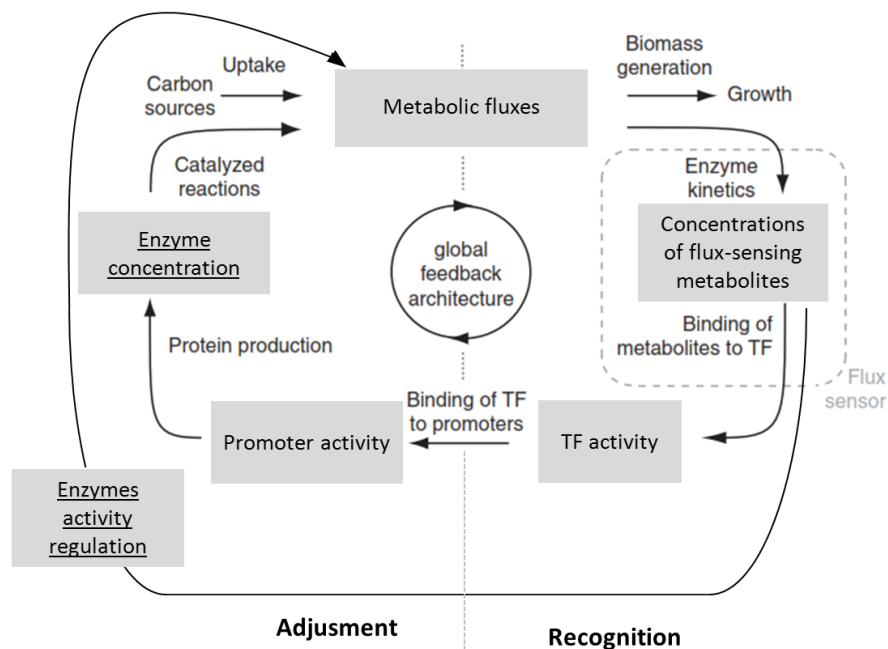 Uptake
Carbon
sources
Metabolic fluxes
Biomass
generation
Growth
Catalyzed
reactions
Enzyme
kinetics
Enzyme
concentration
global
feedback
architecture
Concentrations
of flux-sensing
metabolites
Protein production
Binding of
metabolites to TF
Flux
sensor
Binding of TF
to promoters
Promoter activity
TF activity
Enzymes
activity
regulation
Adjusment
Recognition